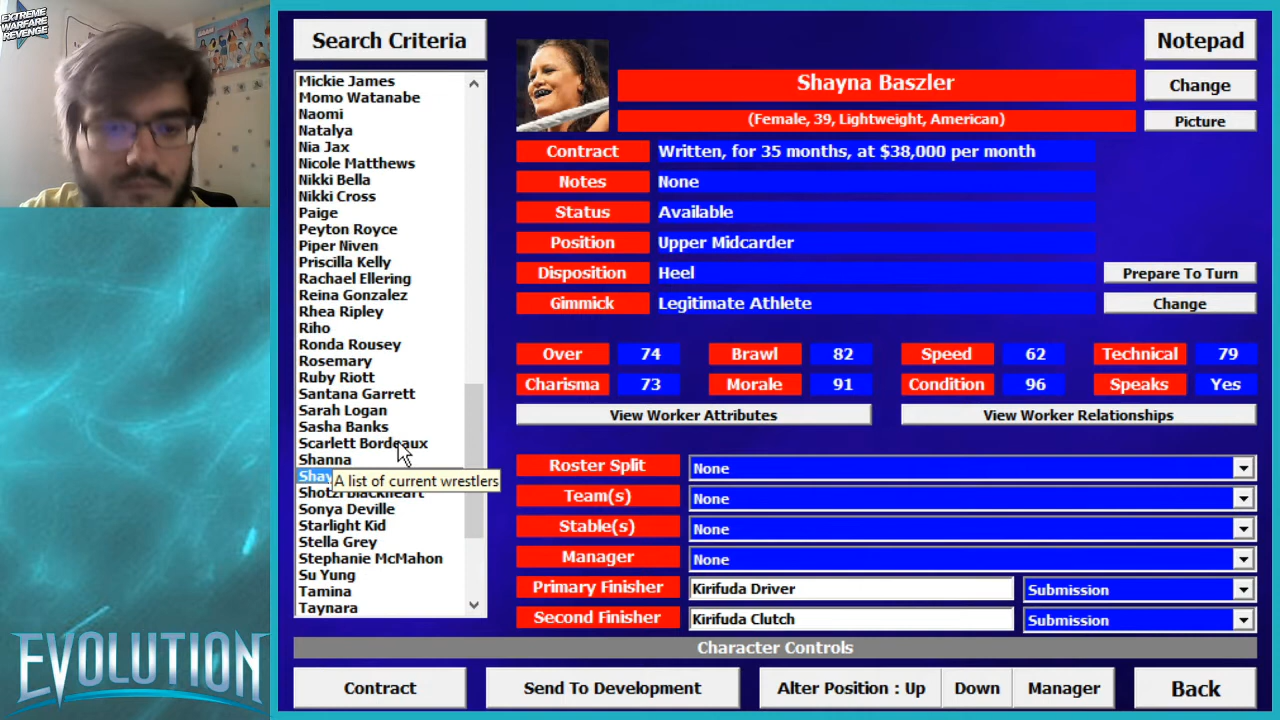 EXTREME
WARFARE
REVENGE
Search Criteria
Mickie James
Momo Watanabe
Naomi
Natalya
Nia Jax
Nicole Matthews
Nikki Bella
Nikki Cross
Paige
Peyton Royce
Piper Niven
Priscilla Kelly
Rachael Ellering
Reina Gonzalez
Rhea Ripley
Riho
Ronda Rousey
Rosemary
Ruby Riott
Santana Garrett
Sarah Logan
Sasha Banks
Scarlett Bordeaux
Shanna
Shay
A list of current wrestlers
Shotzi Blackheart
Sonya Deville
Starlight Kid
Stella Grey
Stephanie McMahon
Su Yung
Tamina
Taynara
Shayna Baszler
(Female, 39, Lightweight, American)
Notepad
Change
Picture
Contract Written, for 35 months, at $38,000 per month
Notes None
Status Available
Position Upper Midcarder
Disposition Heel Prepare To Turn
Gimmick Legitimate Athlete Change
Over 74 Brawl 82 Speed 62 Technical 79
Charisma 73 Morale 91 Condition 96 Speaks Yes
View Worker Attributes View Worker Relationships
Roster Split None
Team(s) None
Stable(s) None
Manager None
Primary Finisher Kirifuda Driver Submission
Second Finisher Kirifuda Clutch Submission
Character Controls
Contract Send To Development Alter Position : Up Down Manager Back
EVOLUTION